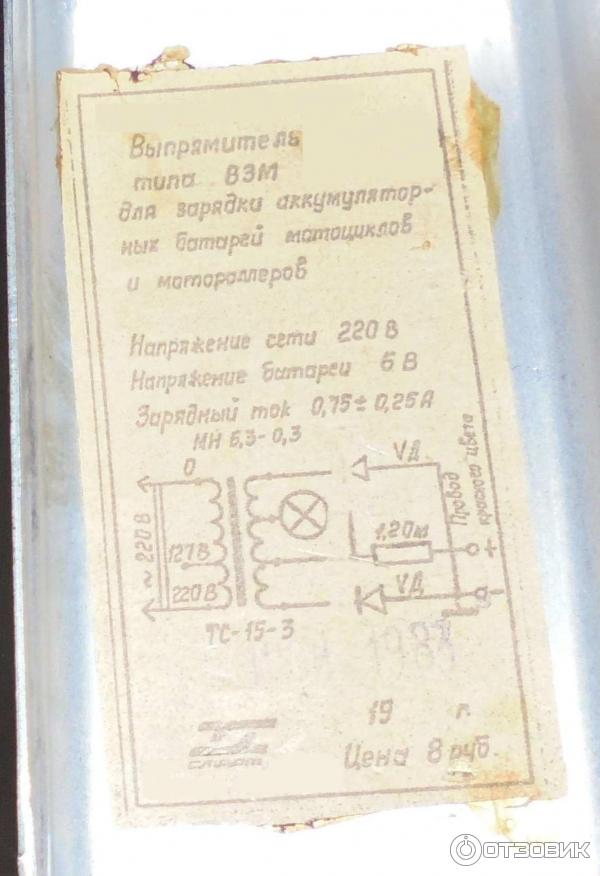 Выпрямитель
типа ВЗМ
для зарядки аккумулятор-
ных батарей мотоциклов
и мотороллеров
Напряжение сети 220 В
Напряжение батареи 6 В
Зарядный ток 0,75 ± 0,25 А
МН 6,3-0,3
0
VД
~ 220 В
127 В
220 В
1,20м
VД
Провод
красного цвета
+
-
ТС-15-3
19 г.
Цена 8 руб.
ОТЗОВИК